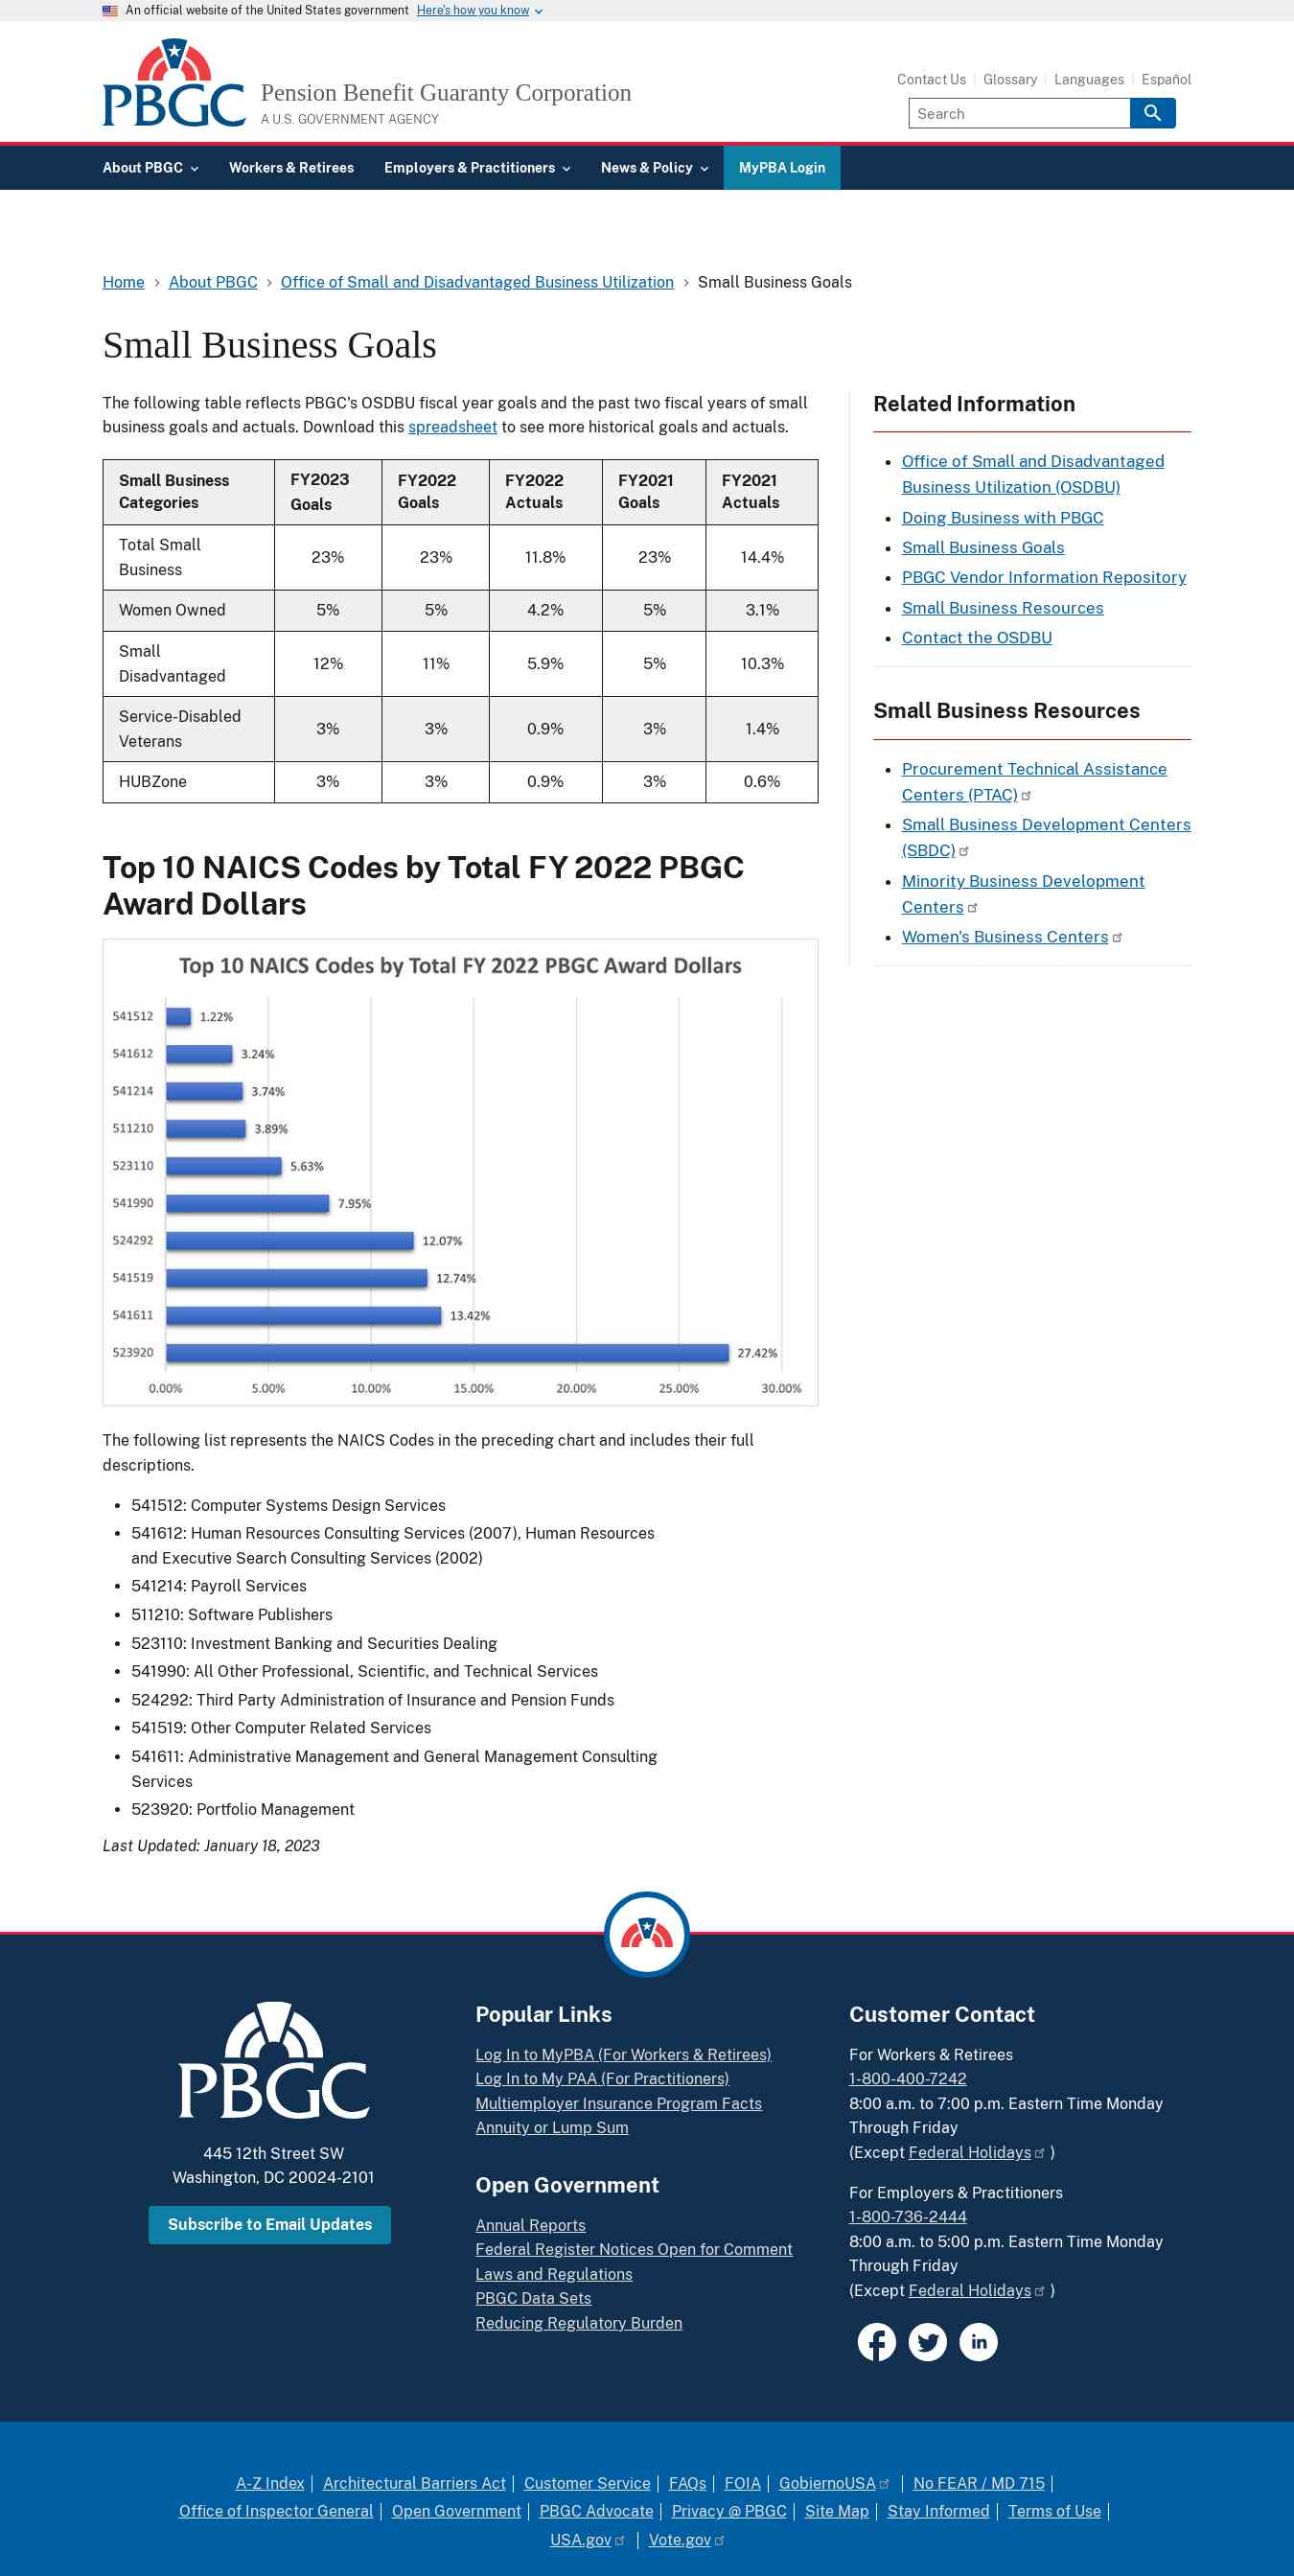 An official website of the United States government Here's how you know
PBGC
Pension Benefit Guaranty Corporation
A U.S. GOVERNMENT AGENCY
Contact Us Glossary Languages Español
Search
About PBGC Workers & Retirees Employers & Practitioners News & Policy MyPBA Login
Home About PBGC Office of Small and Disadvantaged Business Utilization Small Business Goals
Small Business Goals
The following table reflects PBGC's OSDBU fiscal year goals and the past two fiscal years of small
business goals and actuals. Download this spreadsheet to see more historical goals and actuals.
Small Business Categories FY2023 Goals FY2022 Goals FY2022 Actuals FY2021 Goals FY2021 Actuals
Total Small Business 23% 23% 11.8% 23% 14.4%
Women Owned 5% 5% 4.2% 5% 3.1%
Small Disadvantaged 12% 11% 5.9% 5% 10.3%
Service-Disabled Veterans 3% 3% 0.9% 3% 1.4%
HUBZone 3% 3% 0.9% 3% 0.6%
Top 10 NAICS Codes by Total FY 2022 PBGC
Award Dollars
Top 10 NAICS Codes by Total FY 2022 PBGC Award Dollars
541512 1.22%
541612 3.24%
541214 3.74%
511210 3.89%
523110 5.63%
541990 7.95%
524292 12.07%
541519 12.74%
541611 13.42%
523920 27.42%
0.00% 5.00% 10.00% 15.00% 20.00% 25.00% 30.00%
The following list represents the NAICS Codes in the preceding chart and includes their full
descriptions.
541512: Computer Systems Design Services
541612: Human Resources Consulting Services (2007), Human Resources
and Executive Search Consulting Services (2002)
541214: Payroll Services
511210: Software Publishers
523110: Investment Banking and Securities Dealing
541990: All Other Professional, Scientific, and Technical Services
524292: Third Party Administration of Insurance and Pension Funds
541519: Other Computer Related Services
541611: Administrative Management and General Management Consulting
Services
523920: Portfolio Management
Last Updated: January 18, 2023
Related Information
Office of Small and Disadvantaged
Business Utilization (OSDBU)
Doing Business with PBGC
Small Business Goals
PBGC Vendor Information Repository
Small Business Resources
Contact the OSDBU
Small Business Resources
Procurement Technical Assistance
Centers (PTAC)
Small Business Development Centers
(SBDC)
Minority Business Development
Centers
Women's Business Centers
PBGC
445 12th Street SW
Washington, DC 20024-2101
Subscribe to Email Updates
Popular Links
Log In to MyPBA (For Workers & Retirees)
Log In to My PAA (For Practitioners)
Multiemployer Insurance Program Facts
Annuity or Lump Sum
Open Government
Annual Reports
Federal Register Notices Open for Comment
Laws and Regulations
PBGC Data Sets
Reducing Regulatory Burden
Customer Contact
For Workers & Retirees
1-800-400-7242
8:00 a.m. to 7:00 p.m. Eastern Time Monday
Through Friday
(Except Federal Holidays )
For Employers & Practitioners
1-800-736-2444
8:00 a.m. to 5:00 p.m. Eastern Time Monday
Through Friday
(Except Federal Holidays )
in
A-Z Index Architectural Barriers Act Customer Service FAQs FOIA GobiernoUSA No FEAR / MD 715
Office of Inspector General Open Government PBGC Advocate Privacy @ PBGC Site Map Stay Informed Terms of Use
USA.gov Vote.gov